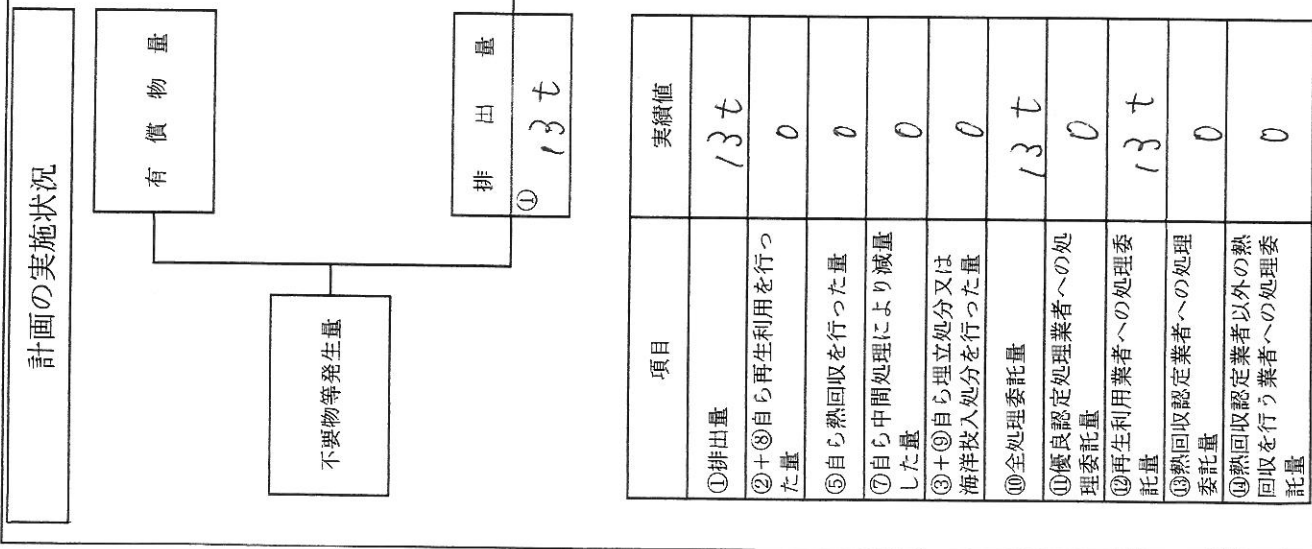 計画の実施状況
有償物量
不要物等発生量
排出量
① 13t
項目 実績値
①排出量 13t
②+⑧自ら再生利用を行っ
た量 0
⑤自ら熱回収を行った量 0
⑦自ら中間処理により減量
した量 0
③+⑨自ら埋立処分又は
海洋投入処分を行った量 0
⑩全処理委託量 13t
⑪優良認定処理業者への処
理委託量 0
⑫再生利用業者への処理委
託量 13t
⑬熱回収認定業者への処理
委託量 0
⑭熱回収認定業者以外の熱
回収を行う業者への処理委
託量 0